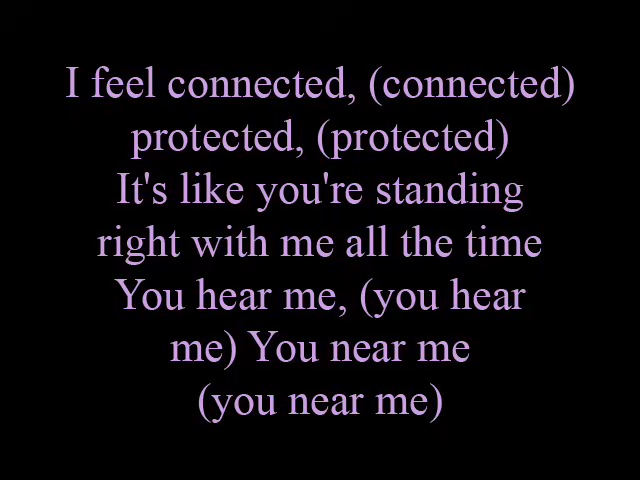 I feel connected, (connected)
protected, (protected)
It's like you're standing
right with me all the time
You hear me, (you hear
me) You near me
(you near me)